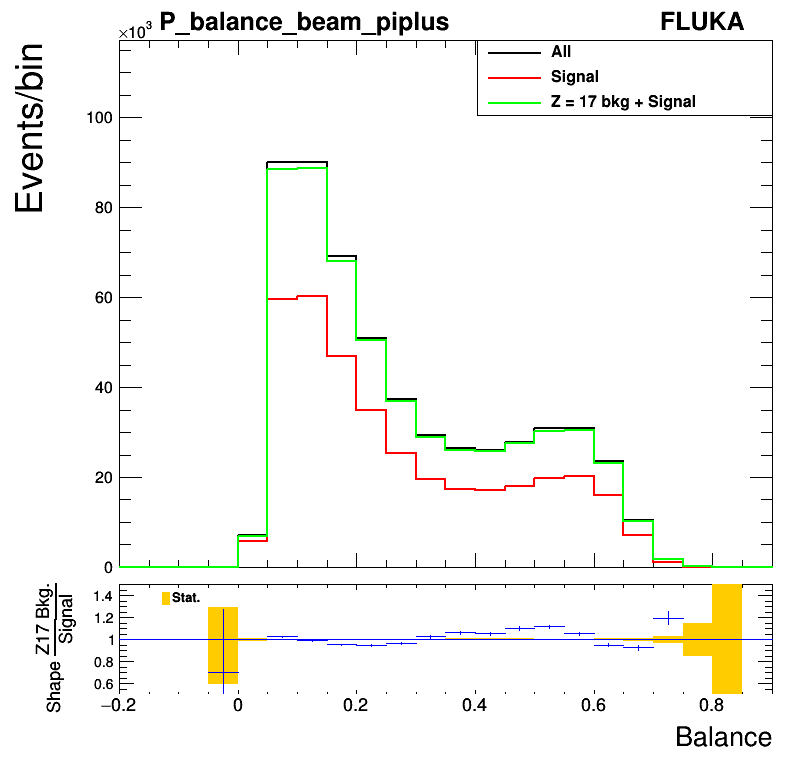 ×10³ P_balance_beam_piplus FLUKA
Events/bin
All
Signal
Z = 17 bkg + Signal
100
80
60
40
20
0
Shape Z17 Bkg. / Signal
Stat.
1.4
1.2
1
0.8
0.6
−0.2 0 0.2 0.4 0.6 0.8
Balance